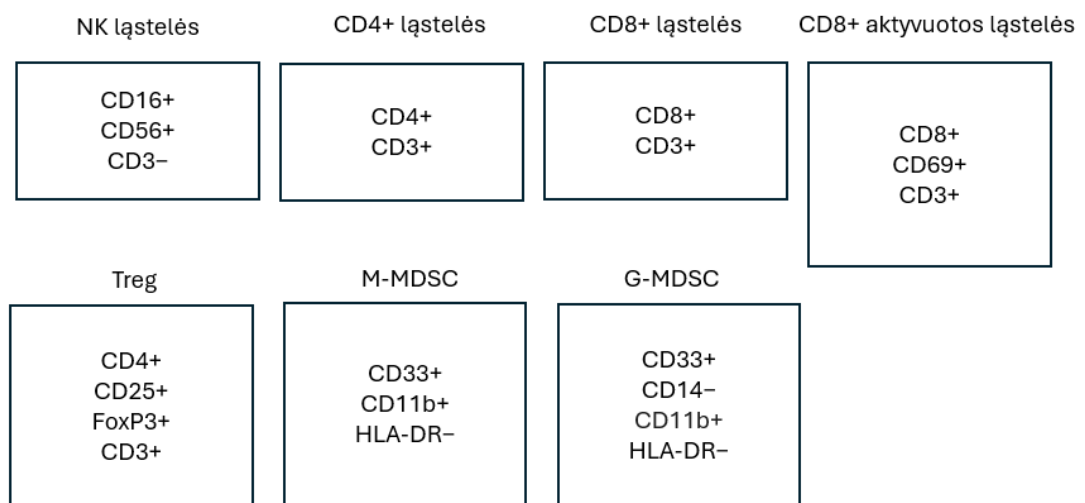 NK ląstelės
CD16+
CD56+
CD3−
CD4+ ląstelės
CD4+
CD3+
CD8+ ląstelės
CD8+
CD3+
CD8+ aktyvuotos ląstelės
CD8+
CD69+
CD3+
Treg
CD4+
CD25+
FoxP3+
CD3+
M-MDSC
CD33+
CD11b+
HLA-DR−
G-MDSC
CD33+
CD14−
CD11b+
HLA-DR−